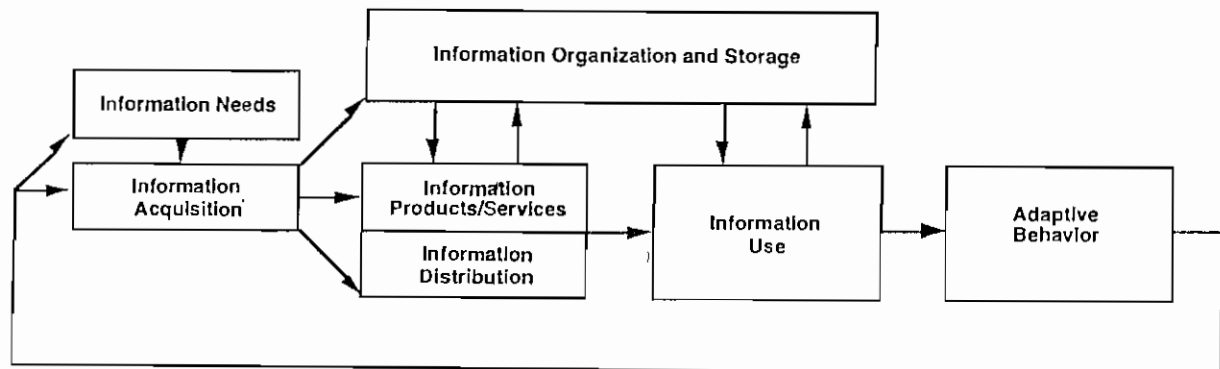 Information Organization and Storage
Information Needs
Information
Acquisition
Information
Products/Services
Information
Distribution
Information
Use
Adaptive
Behavior